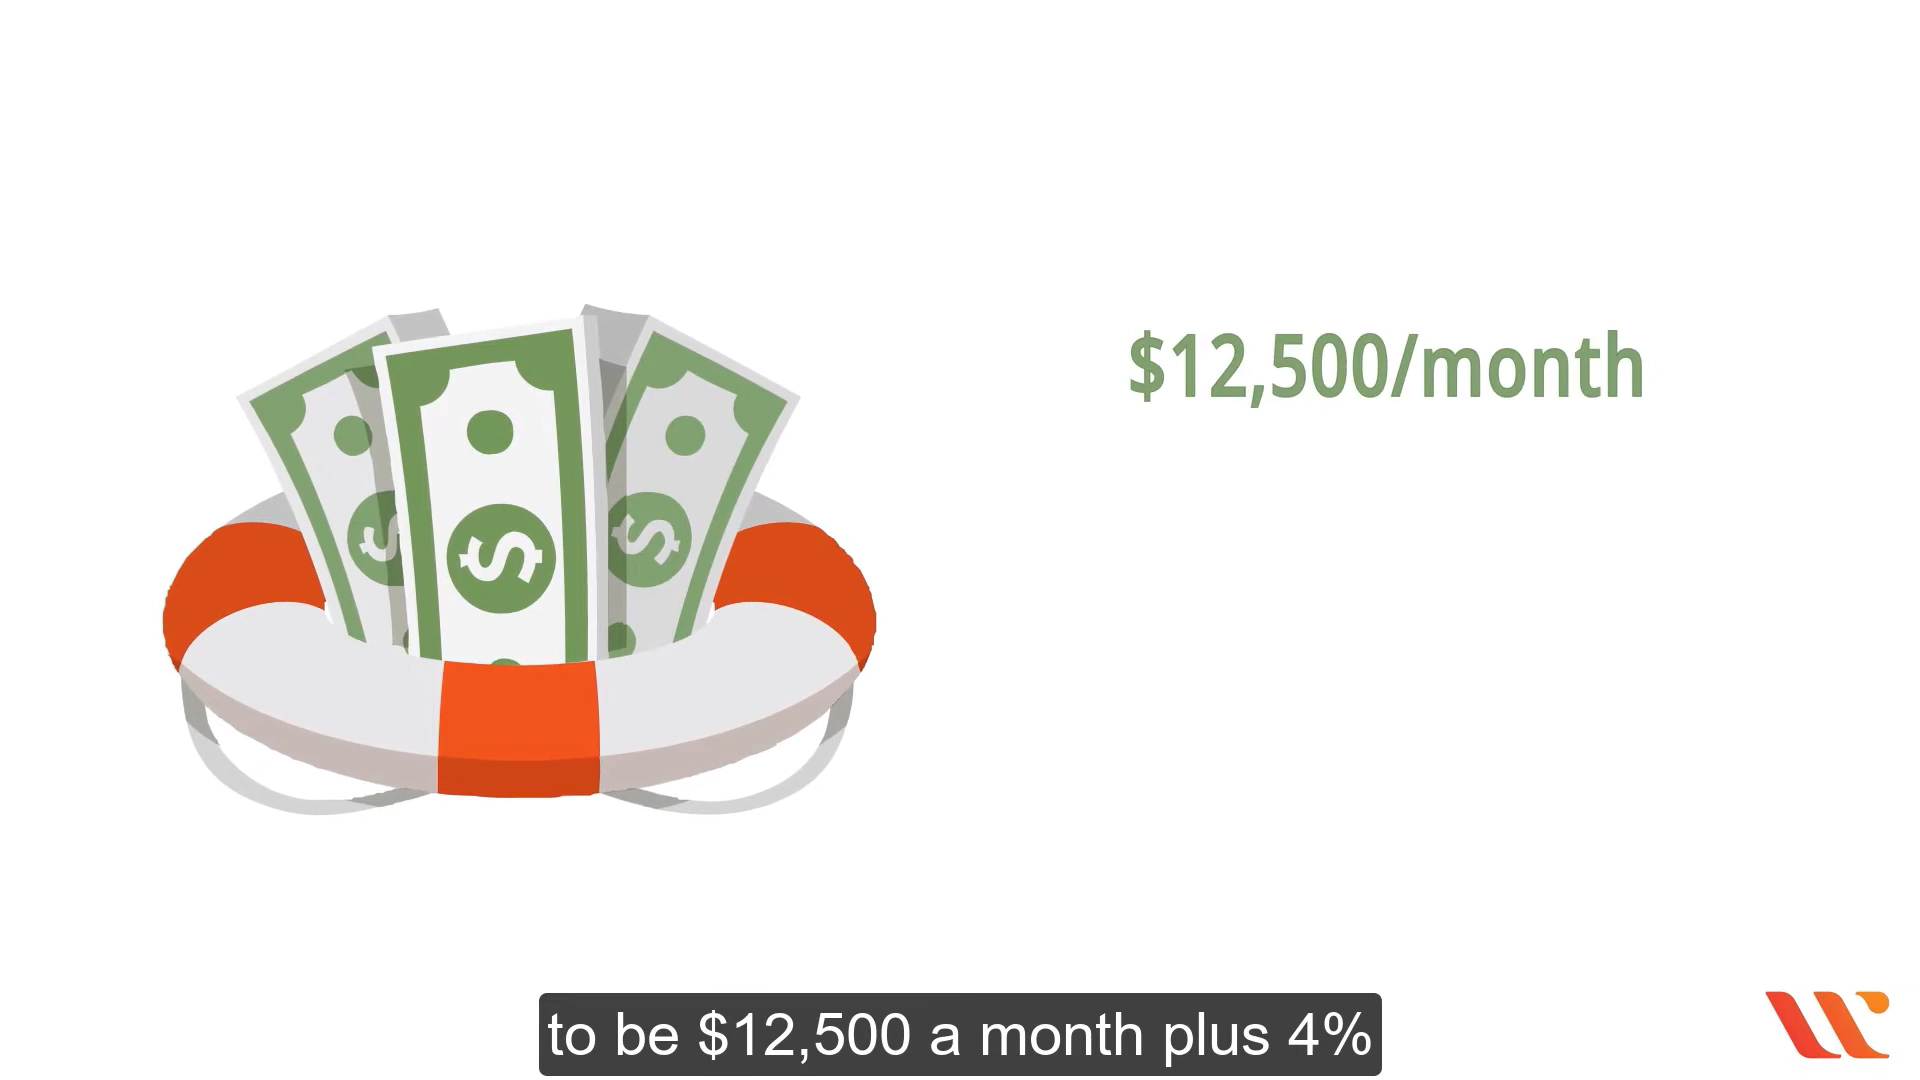 $12,500/month
$
$
$
to be $12,500 a month plus 4%